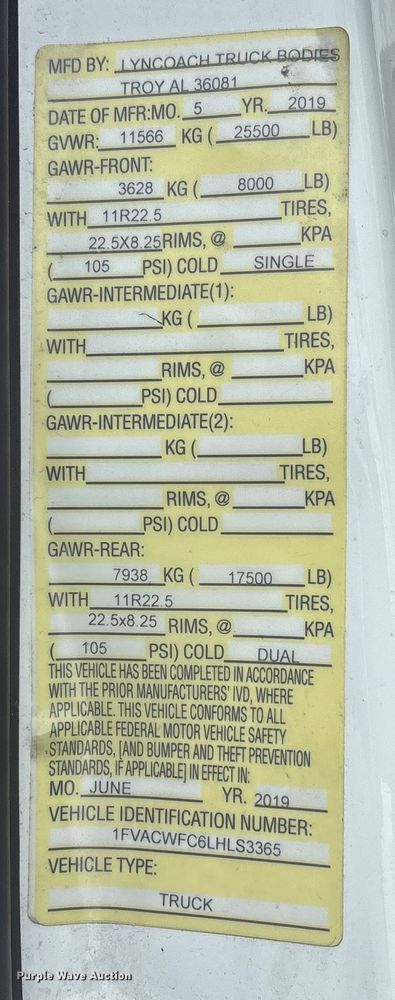 MFD BY: LYNCOACH TRUCK BODIES
TROY AL 36081
DATE OF MFR:MO. 5 YR. 2019
GVWR: 11566 KG ( 25500 LB)
GAWR-FRONT:
3628 KG ( 8000 LB)
WITH 11R22.5 TIRES,
22.5X8.25 RIMS, @ KPA
( 105 PSI) COLD SINGLE
GAWR-INTERMEDIATE(1):
KG ( LB)
WITH TIRES,
RIMS, @ KPA
( PSI) COLD
GAWR-INTERMEDIATE(2):
KG ( LB)
WITH TIRES,
RIMS, @ KPA
( PSI) COLD
GAWR-REAR:
7938 KG ( 17500 LB)
WITH 11R22.5 TIRES,
22.5x8.25 RIMS, @ KPA
( 105 PSI) COLD DUAL
THIS VEHICLE HAS BEEN COMPLETED IN ACCORDANCE
WITH THE PRIOR MANUFACTURERS' IVD, WHERE
APPLICABLE. THIS VEHICLE CONFORMS TO ALL
APPLICABLE FEDERAL MOTOR VEHICLE SAFETY
STANDARDS, [AND BUMPER AND THEFT PREVENTION
STANDARDS, IF APPLICABLE] IN EFFECT IN:
MO. JUNE YR. 2019
VEHICLE IDENTIFICATION NUMBER:
1FVACWFC6LHLS3365
VEHICLE TYPE:
TRUCK
Purple Wave Auction